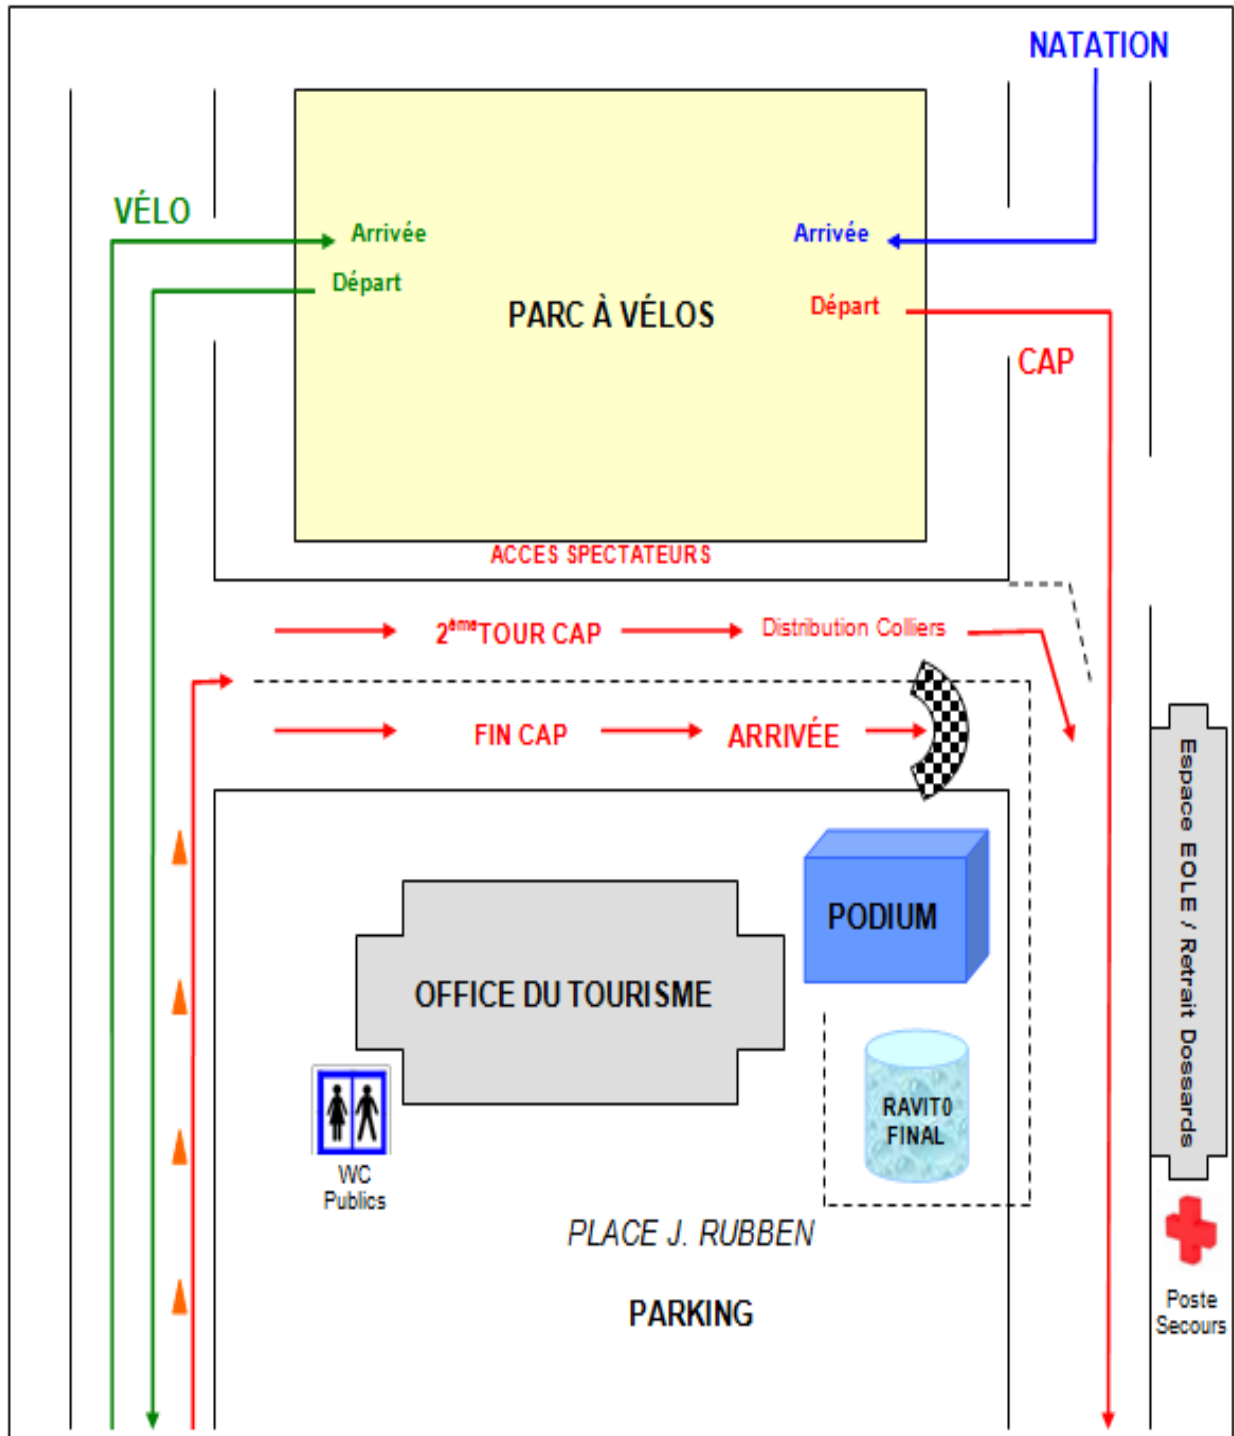 NATATION
VÉLO
Arrivée
Arrivée
Départ
PARC À VÉLOS
Départ
CAP
ACCES SPECTATEURS
2ème TOUR CAP
Distribution Colliers
FIN CAP
ARRIVÉE
Espace EOLE / Retrait Dossards
PODIUM
OFFICE DU TOURISME
RAVIT0
FINAL
WC
Publics
PLACE J. RUBBEN
PARKING
Poste
Secours